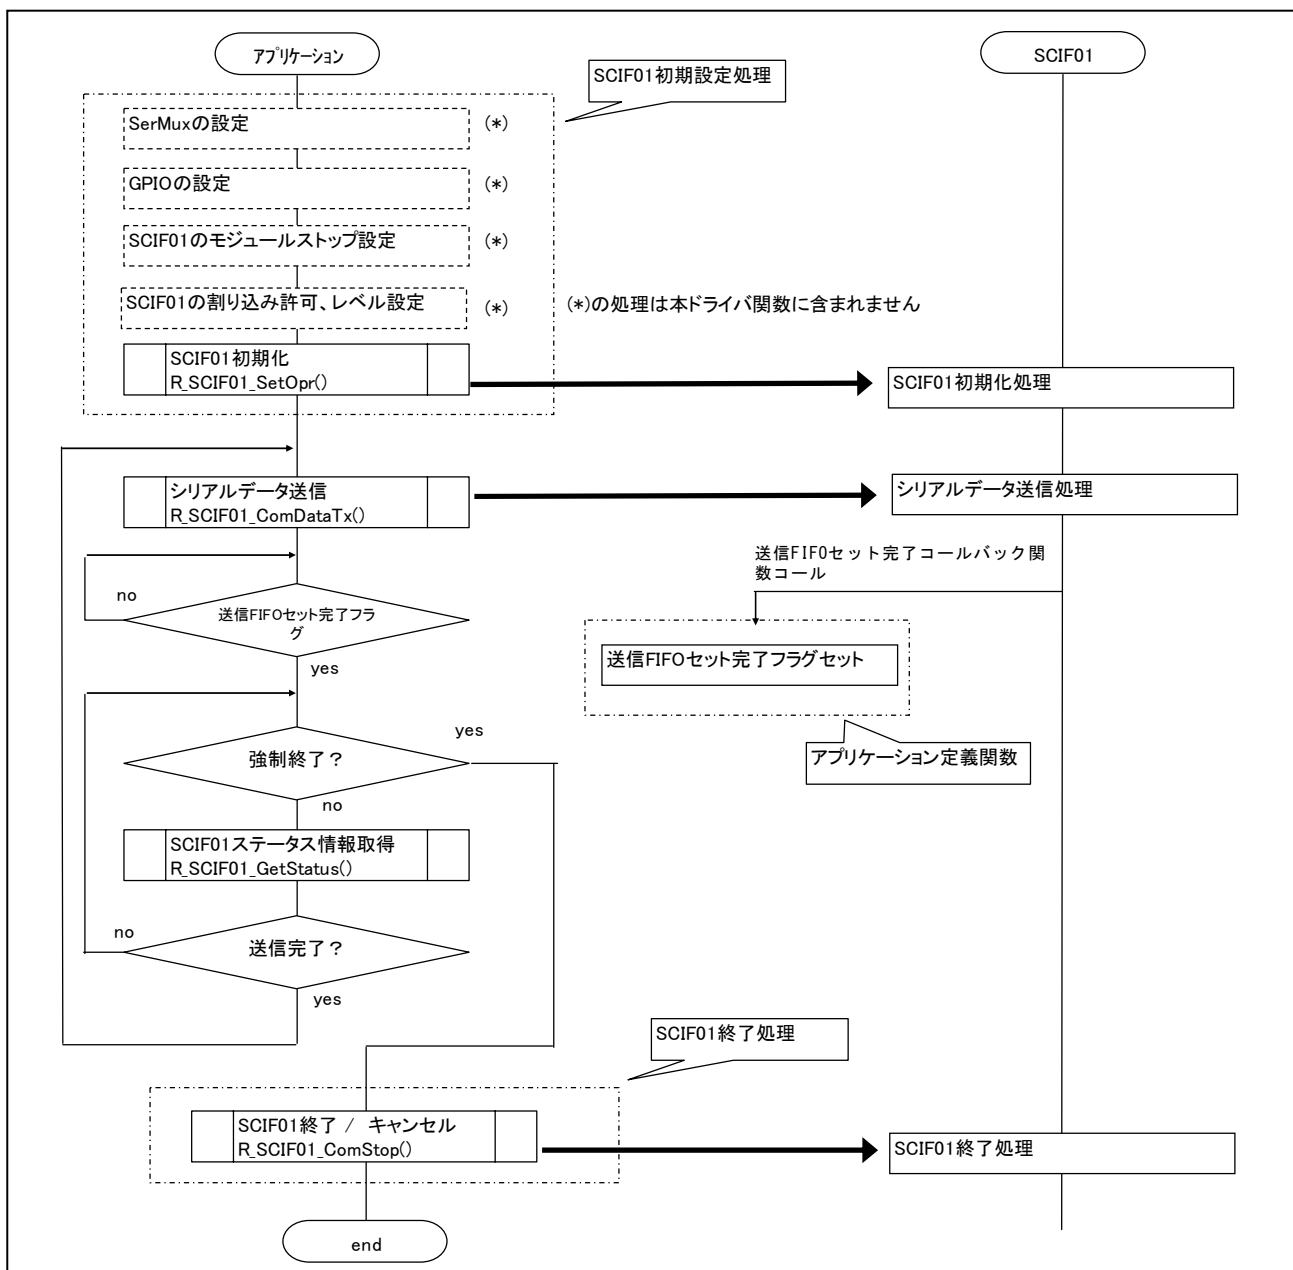 アプリケーション
SCIF01
SCIF01初期設定処理
SerMuxの設定
(*)
GPIOの設定
(*)
SCIF01のモジュールストップ設定
(*)
SCIF01の割り込み許可、レベル設定
(*)
(*)の処理は本ドライバ関数に含まれません
SCIF01初期化
R_SCIF01_SetOpr()
SCIF01初期化処理
シリアルデータ送信
R_SCIF01_ComDataTx()
シリアルデータ送信処理
送信FIFOセット完了コールバック関
数コール
no
送信FIFOセット完了フラ
グ
yes
送信FIFOセット完了フラグセット
アプリケーション定義関数
強制終了？
yes
no
SCIF01ステータス情報取得
R_SCIF01_GetStatus()
no
送信完了？
yes
SCIF01終了処理
SCIF01終了 / キャンセル
R_SCIF01_ComStop()
SCIF01終了処理
end